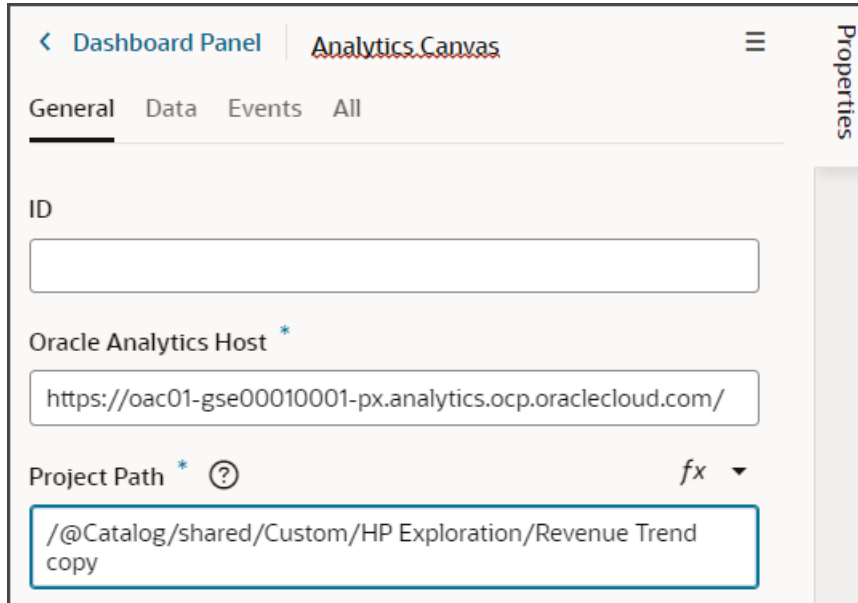 Dashboard Panel Analytics Canvas
Properties
General Data Events All
ID
Oracle Analytics Host *
https://oac01-gse00010001-px.analytics.ocp.oraclecloud.com/
Project Path * ? fx
/@Catalog/shared/Custom/HP Exploration/Revenue Trend
copy